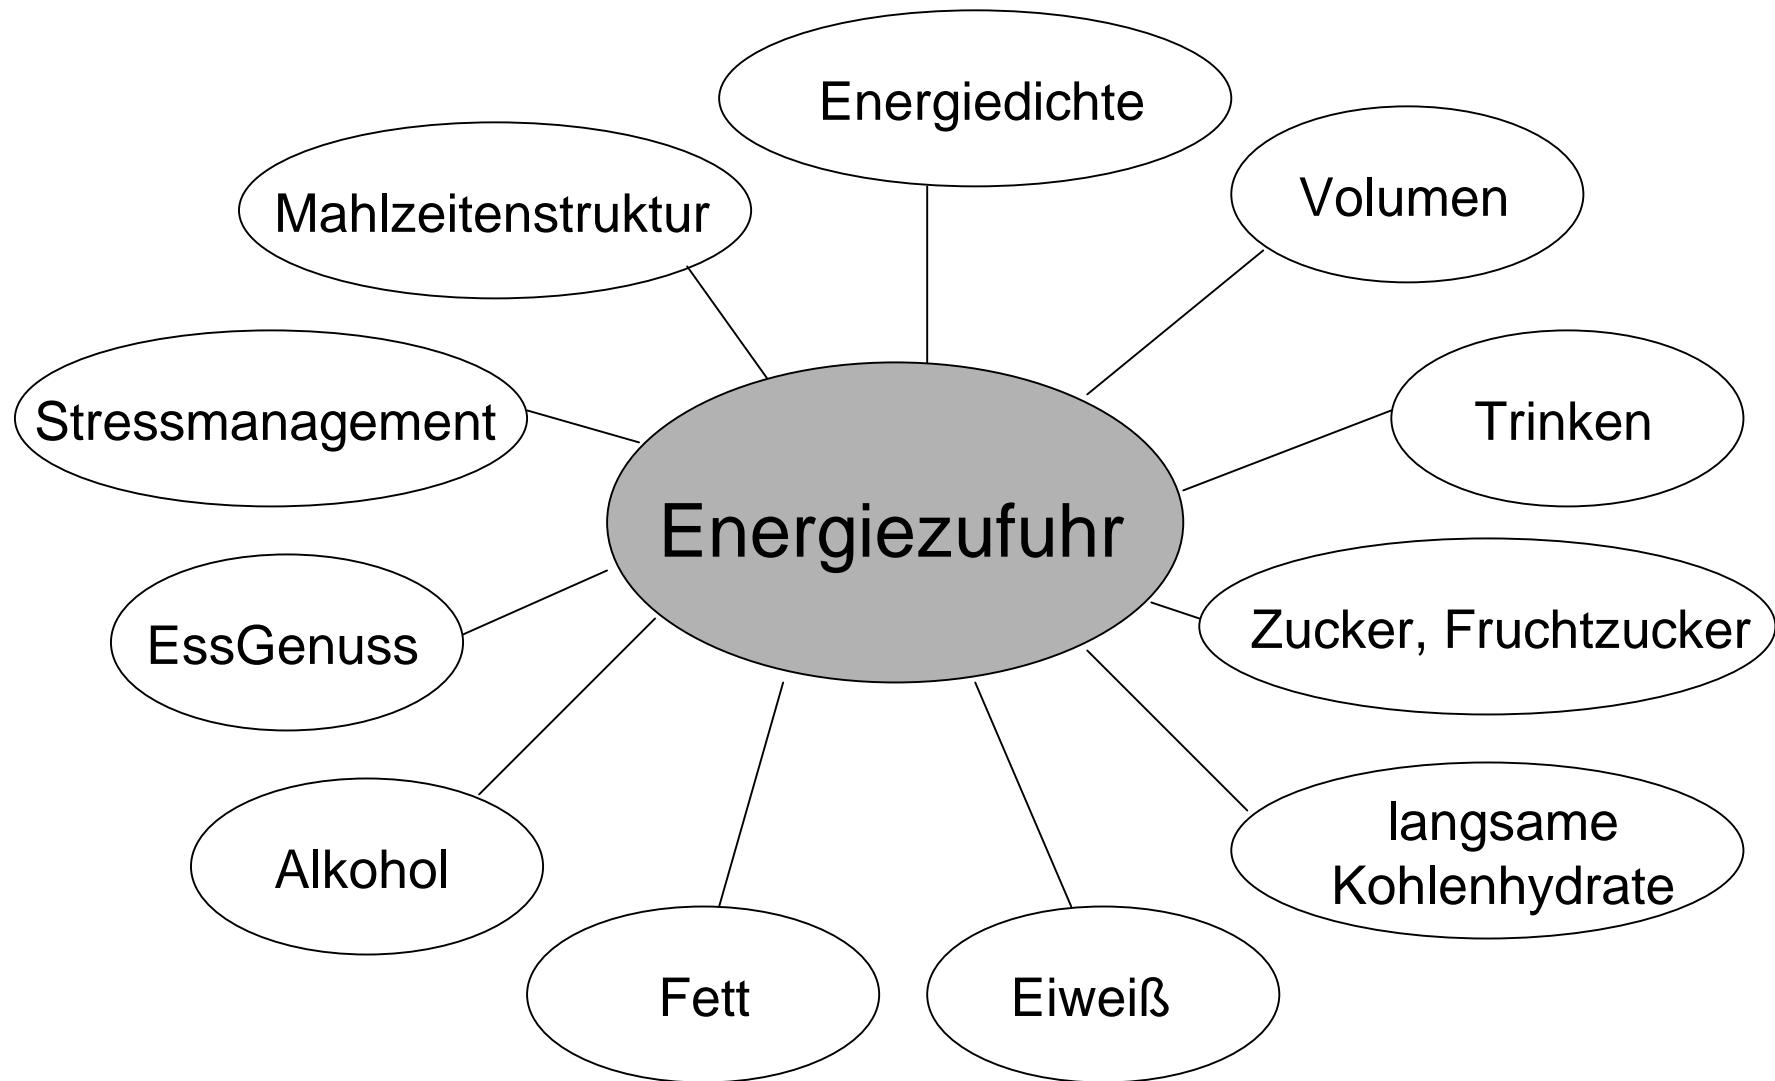 Energiedichte
Volumen
Mahlzeitenstruktur
Stressmanagement
Trinken
Energiezufuhr
Zucker, Fruchtzucker
EssGenuss
langsame
Kohlenhydrate
Alkohol
Fett
Eiweiß